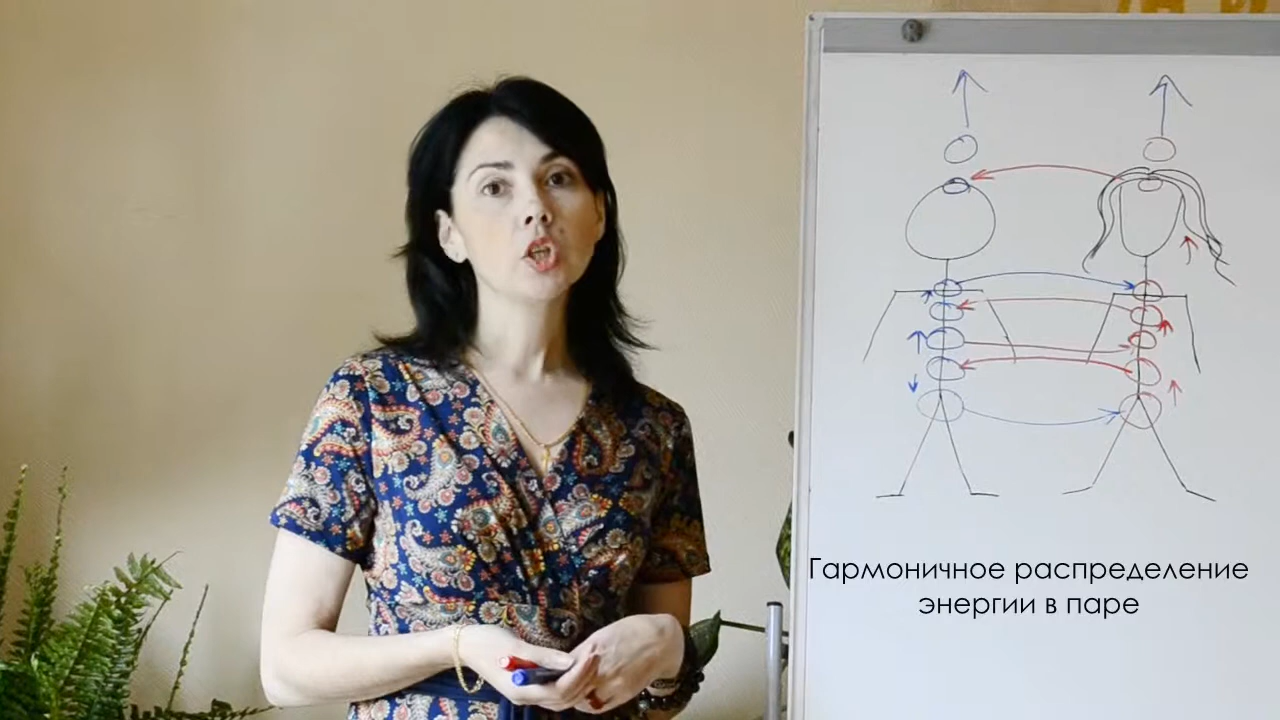 Гармоничное распределение
энергии в паре